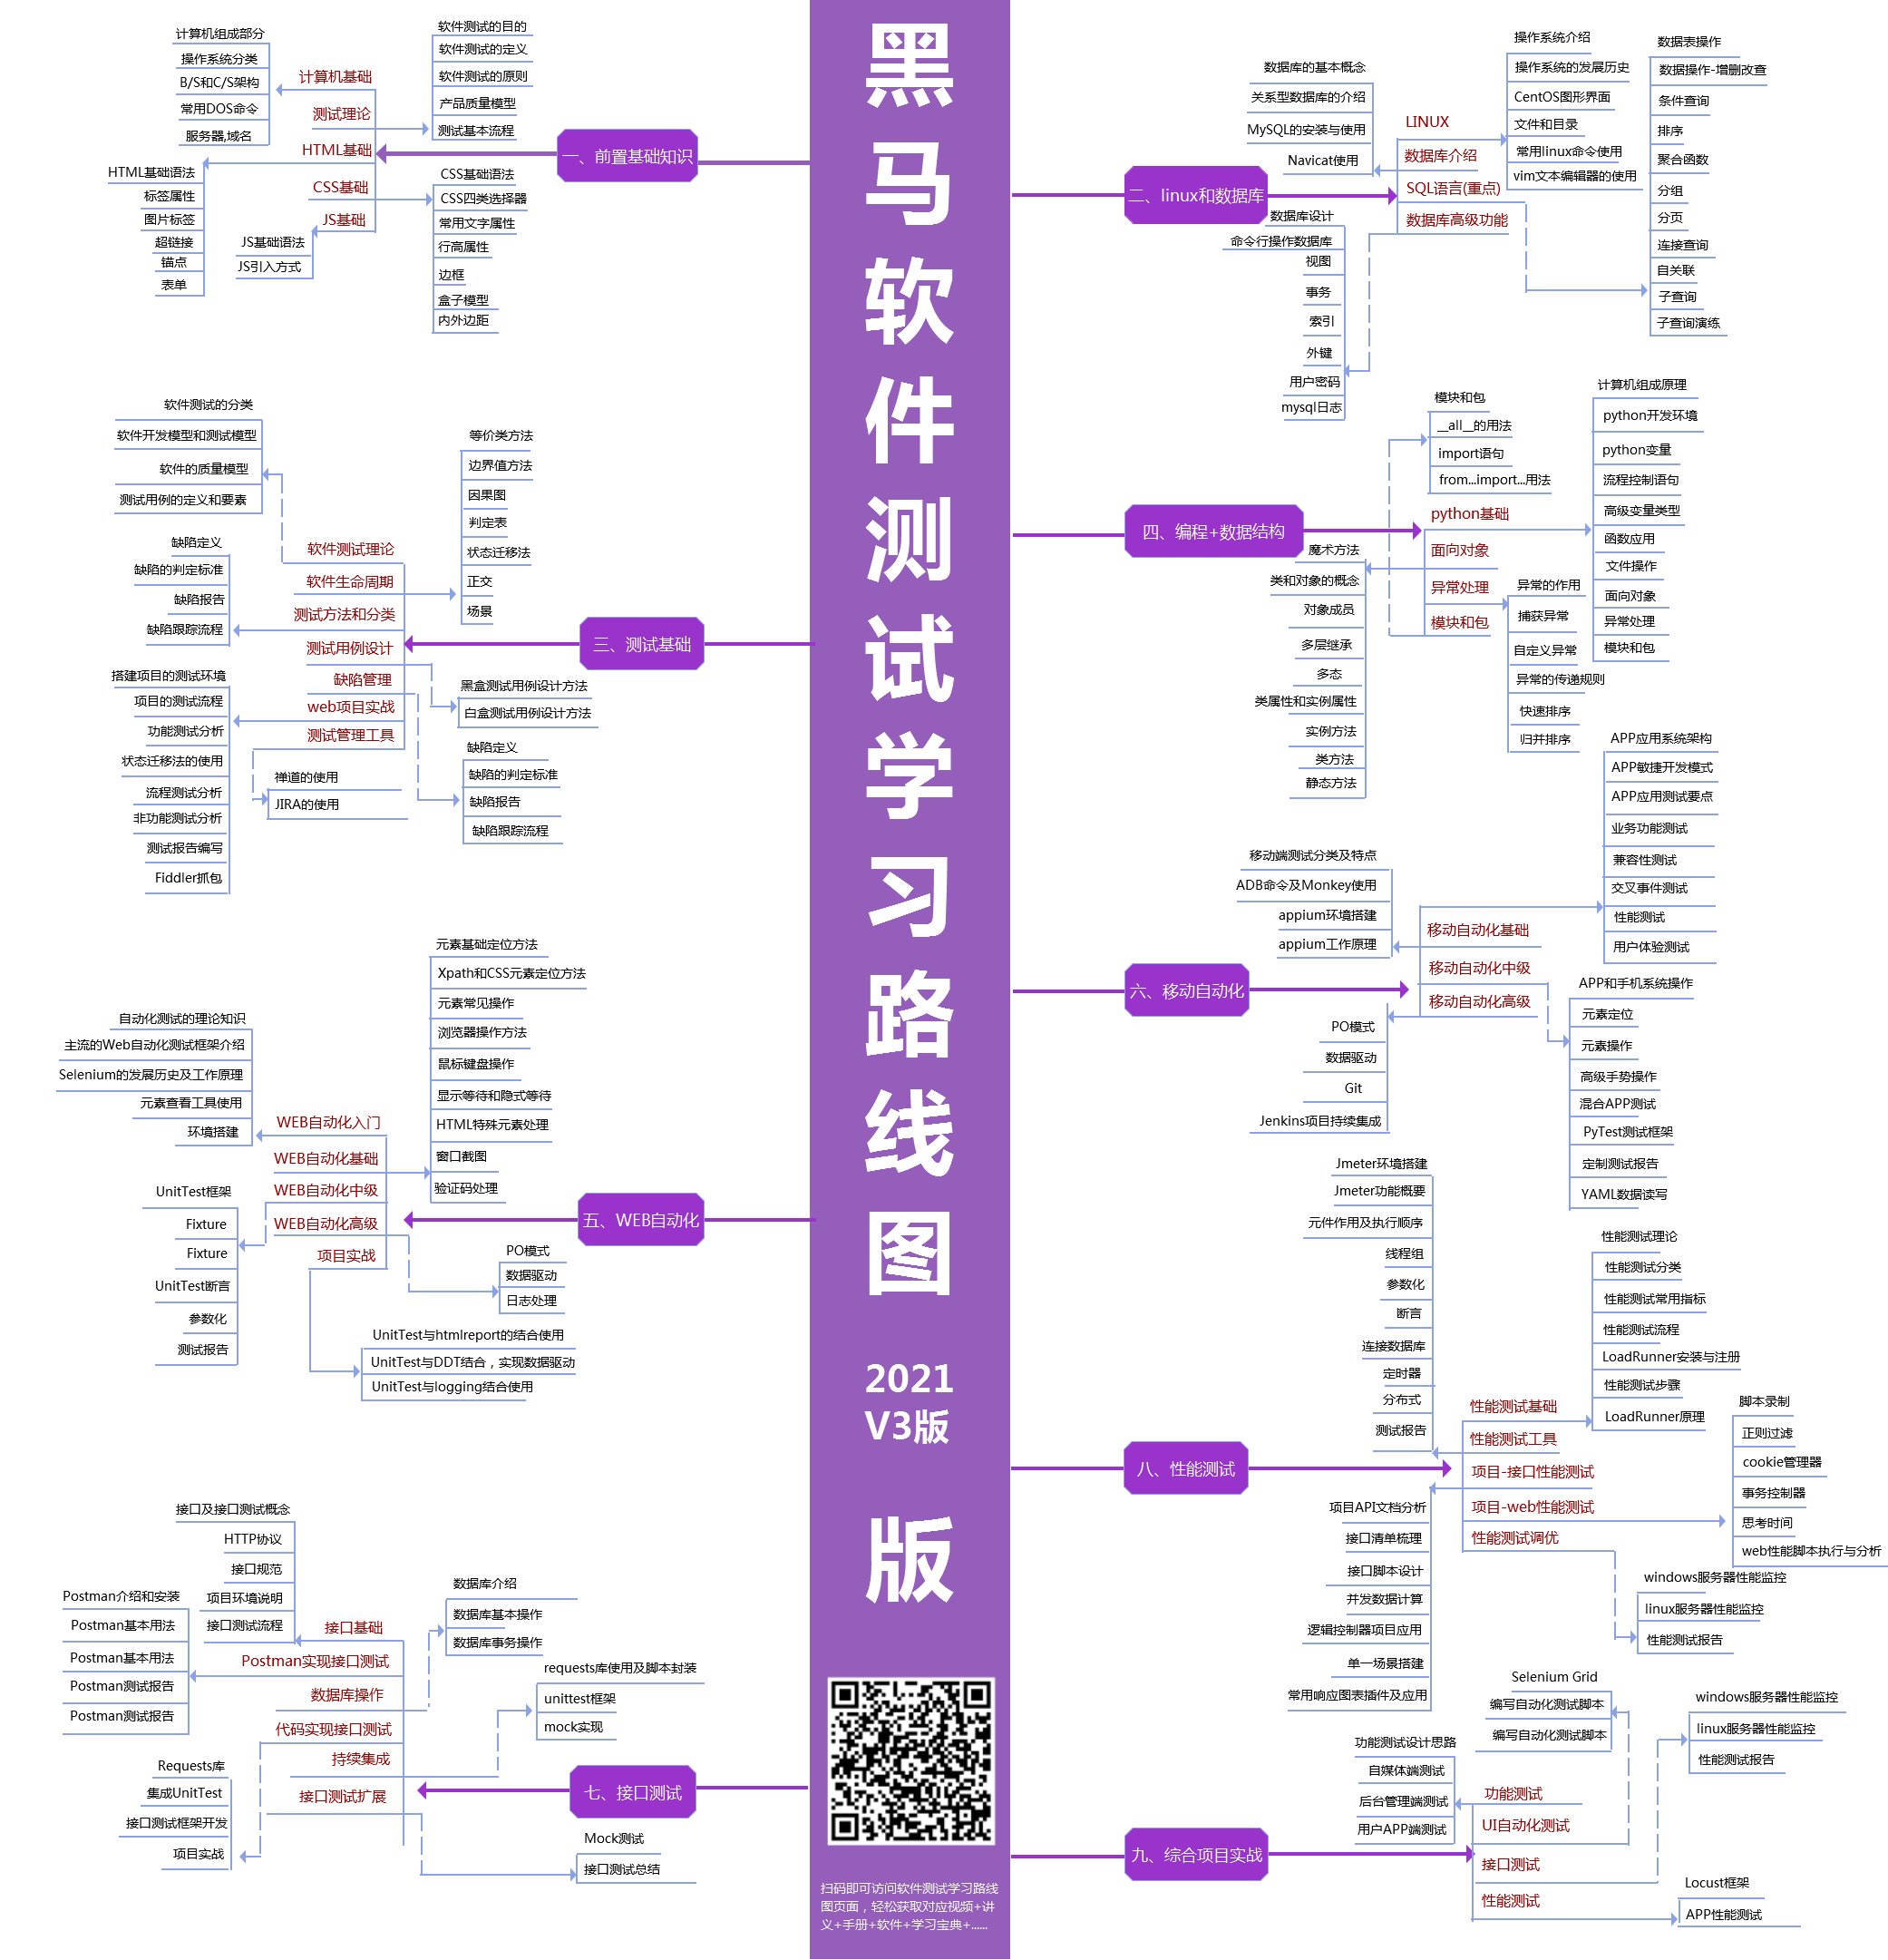 黑
马
软
件
测
试
学
习
路
线
图
2021
V3版
版
扫码即可访问软件测试学习路线
图页面，轻松获取对应视频+讲
义+手册+软件+学习宝典+......
一、前置基础知识
计算机基础
计算机组成部分
操作系统分类
B/S和C/S架构
常用DOS命令
服务器,域名
测试理论
软件测试的目的
软件测试的定义
软件测试的原则
产品质量模型
测试基本流程
HTML基础
HTML基础语法
标签属性
图片标签
超链接
锚点
表单
CSS基础
CSS基础语法
CSS四类选择器
常用文字属性
行高属性
边框
盒子模型
内外边距
JS基础
JS基础语法
JS引入方式
二、linux和数据库
LINUX
操作系统介绍
操作系统的发展历史
CentOS图形界面
文件和目录
常用linux命令使用
vim文本编辑器的使用
数据库介绍
数据库的基本概念
关系型数据库的介绍
MySQL的安装与使用
Navicat使用
SQL语言(重点)
数据表操作
数据操作-增删改查
条件查询
排序
聚合函数
分组
分页
连接查询
自关联
子查询
子查询演练
数据库高级功能
数据库设计
命令行操作数据库
视图
事务
索引
外键
用户密码
mysql日志
三、测试基础
软件测试理论
软件测试的分类
软件开发模型和测试模型
软件的质量模型
测试用例的定义和要素
软件生命周期
等价类方法
边界值方法
因果图
判定表
状态迁移法
正交
场景
测试方法和分类
缺陷定义
缺陷的判定标准
缺陷报告
缺陷跟踪流程
测试用例设计
黑盒测试用例设计方法
白盒测试用例设计方法
缺陷管理
缺陷定义
缺陷的判定标准
缺陷报告
缺陷跟踪流程
web项目实战
搭建项目的测试环境
项目的测试流程
功能测试分析
状态迁移法的使用
流程测试分析
非功能测试分析
测试报告编写
Fiddler抓包
测试管理工具
禅道的使用
JIRA的使用
四、编程+数据结构
python基础
计算机组成原理
python开发环境
python变量
流程控制语句
高级变量类型
函数应用
文件操作
面向对象
异常处理
模块和包
面向对象
魔术方法
类和对象的概念
对象成员
多层继承
多态
类属性和实例属性
实例方法
类方法
静态方法
异常处理
异常的作用
捕获异常
自定义异常
异常的传递规则
快速排序
归并排序
模块和包
模块和包
__all__的用法
import语句
from...import...用法
五、WEB自动化
WEB自动化入门
自动化测试的理论知识
主流的Web自动化测试框架介绍
Selenium的发展历史及工作原理
元素查看工具使用
环境搭建
WEB自动化基础
元素基础定位方法
Xpath和CSS元素定位方法
元素常见操作
浏览器操作方法
鼠标键盘操作
显示等待和隐式等待
HTML特殊元素处理
窗口截图
验证码处理
WEB自动化中级
UnitTest框架
Fixture
Fixture
UnitTest断言
参数化
测试报告
WEB自动化高级
PO模式
数据驱动
日志处理
项目实战
UnitTest与htmlreport的结合使用
UnitTest与DDT结合，实现数据驱动
UnitTest与logging结合使用
六、移动自动化
APP应用系统架构
APP敏捷开发模式
APP应用测试要点
业务功能测试
兼容性测试
交叉事件测试
性能测试
用户体验测试
移动自动化基础
移动端测试分类及特点
ADB命令及Monkey使用
appium环境搭建
appium工作原理
移动自动化中级
APP和手机系统操作
元素定位
元素操作
高级手势操作
混合APP测试
PyTest测试框架
定制测试报告
YAML数据读写
移动自动化高级
PO模式
数据驱动
Git
Jenkins项目持续集成
七、接口测试
接口基础
接口及接口测试概念
HTTP协议
接口规范
项目环境说明
接口测试流程
Postman实现接口测试
Postman介绍和安装
Postman基本用法
Postman基本用法
Postman测试报告
Postman测试报告
数据库操作
数据库介绍
数据库基本操作
数据库事务操作
代码实现接口测试
Requests库
集成UnitTest
接口测试框架开发
项目实战
持续集成
requests库使用及脚本封装
unittest框架
mock实现
接口测试扩展
Mock测试
接口测试总结
八、性能测试
性能测试基础
性能测试理论
性能测试分类
性能测试常用指标
性能测试流程
LoadRunner安装与注册
性能测试步骤
LoadRunner原理
性能测试工具
Jmeter环境搭建
Jmeter功能概要
元件作用及执行顺序
线程组
参数化
断言
连接数据库
定时器
分布式
测试报告
项目-接口性能测试
项目API文档分析
接口清单梳理
接口脚本设计
并发数据计算
逻辑控制器项目应用
单一场景搭建
常用响应图表插件及应用
项目-web性能测试
脚本录制
正则过滤
cookie管理器
事务控制器
思考时间
web性能脚本执行与分析
性能测试调优
windows服务器性能监控
linux服务器性能监控
性能测试报告
九、综合项目实战
功能测试
功能测试设计思路
自媒体端测试
后台管理端测试
用户APP端测试
UI自动化测试
Selenium Grid
编写自动化测试脚本
编写自动化测试脚本
接口测试
windows服务器性能监控
linux服务器性能监控
性能测试报告
性能测试
Locust框架
APP性能测试